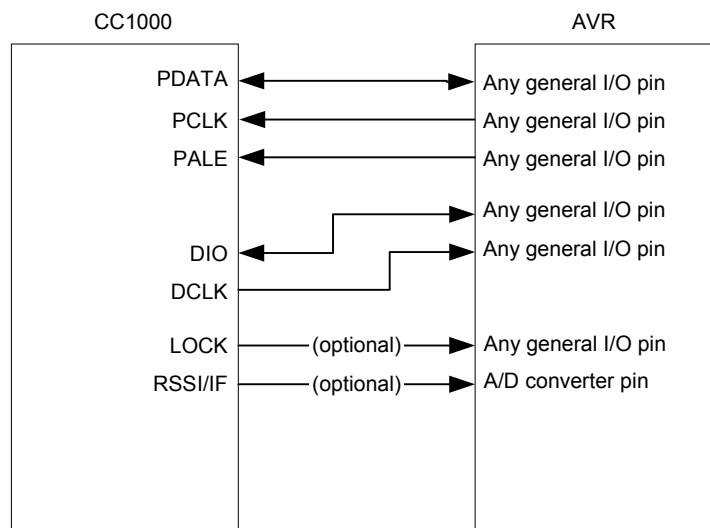 CC1000 AVR
PDATA Any general I/O pin
PCLK Any general I/O pin
PALE Any general I/O pin
Any general I/O pin
DIO Any general I/O pin
DCLK
LOCK (optional) Any general I/O pin
RSSI/IF (optional) A/D converter pin